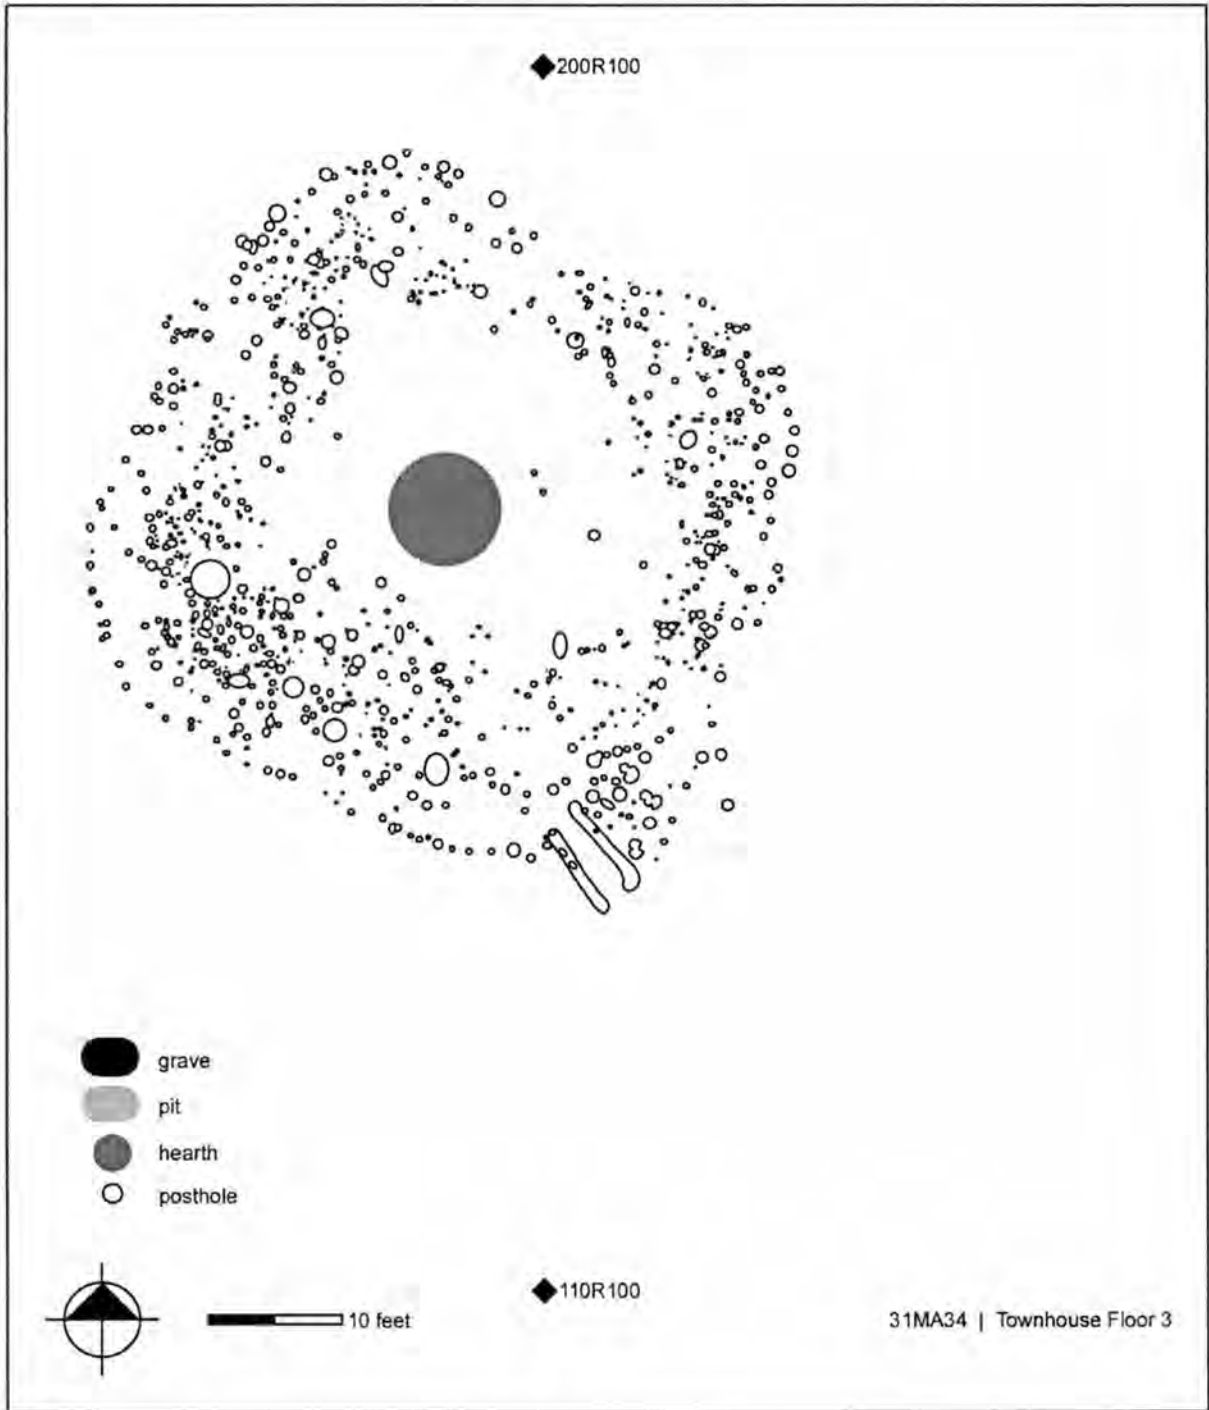 200R100
grave
pit
hearth
posthole
110R100
10 feet
31MA34 | Townhouse Floor 3